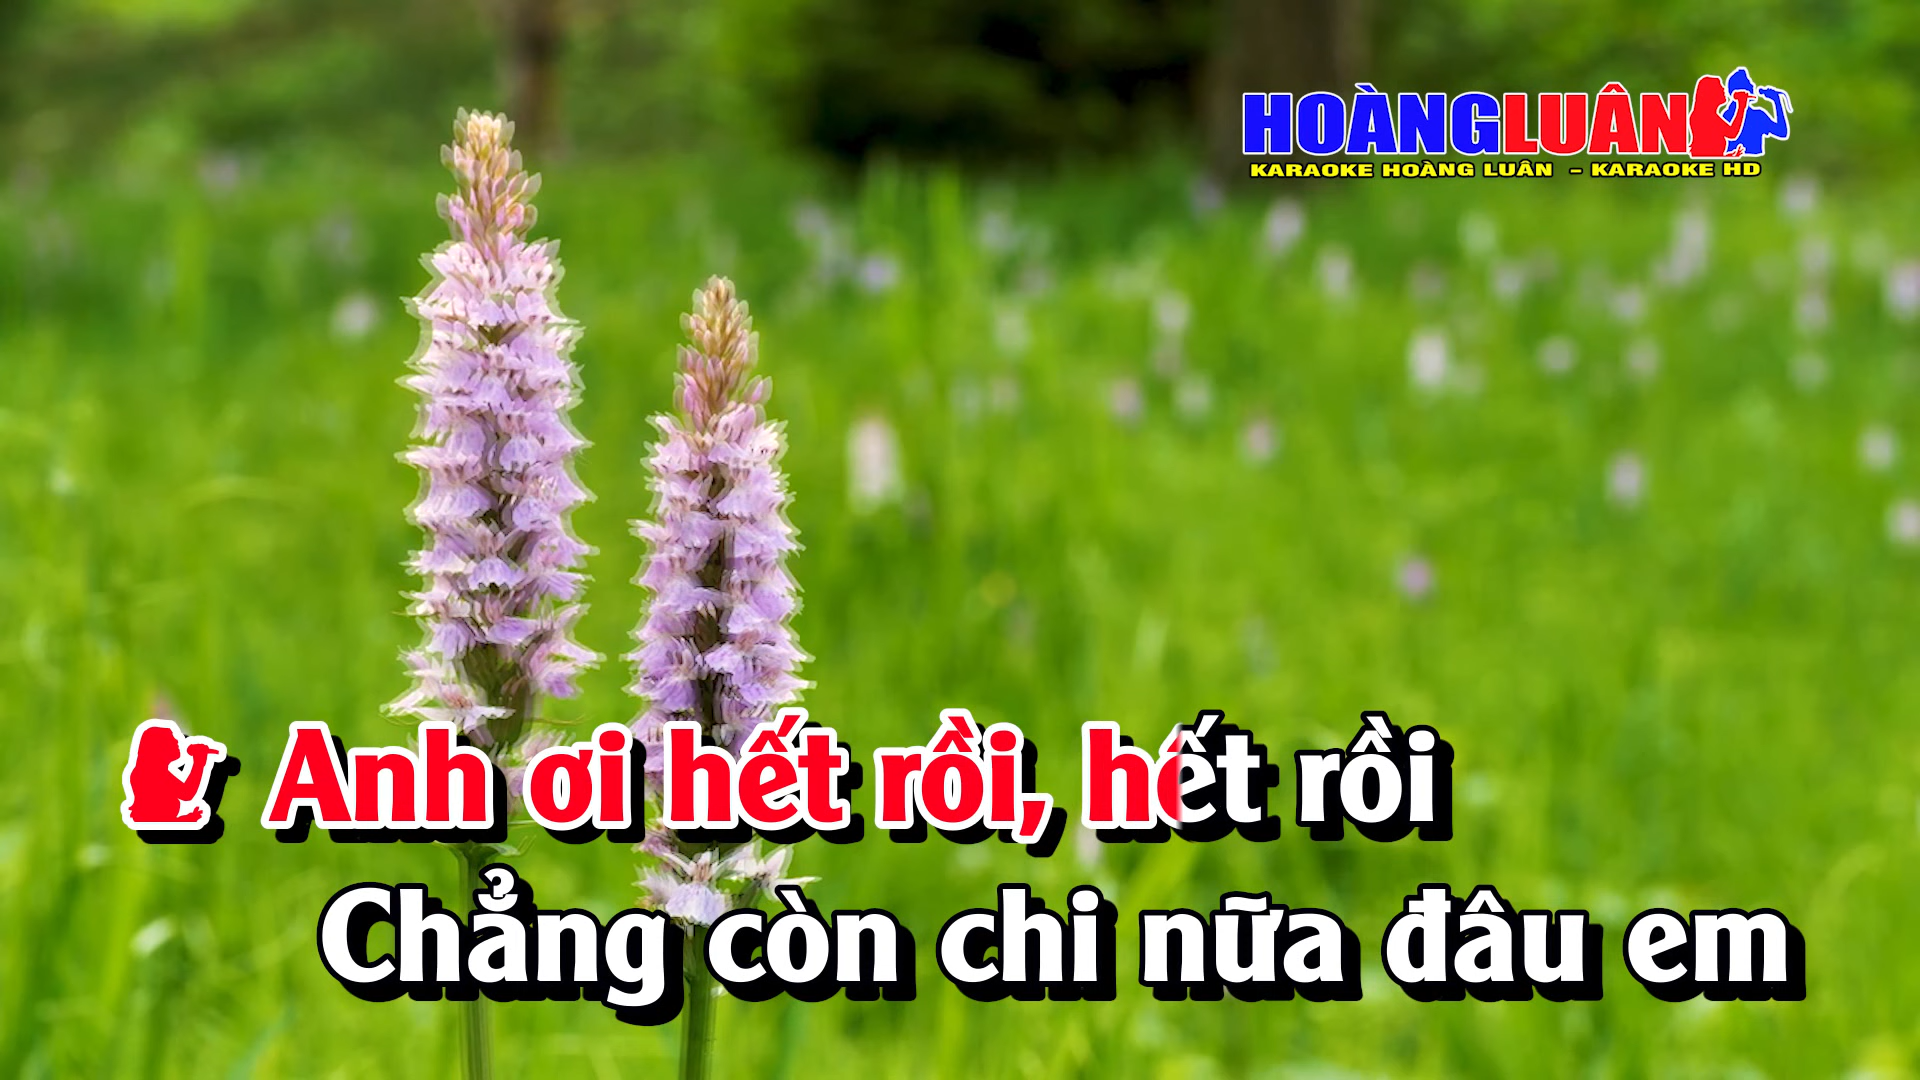 HOÀNGLUÂN
KARAOKE HOÀNG LUÂN - KARAOKE HD
Anh ơi hết rồi, hết rồi
Chẳng còn chi nữa đâu em